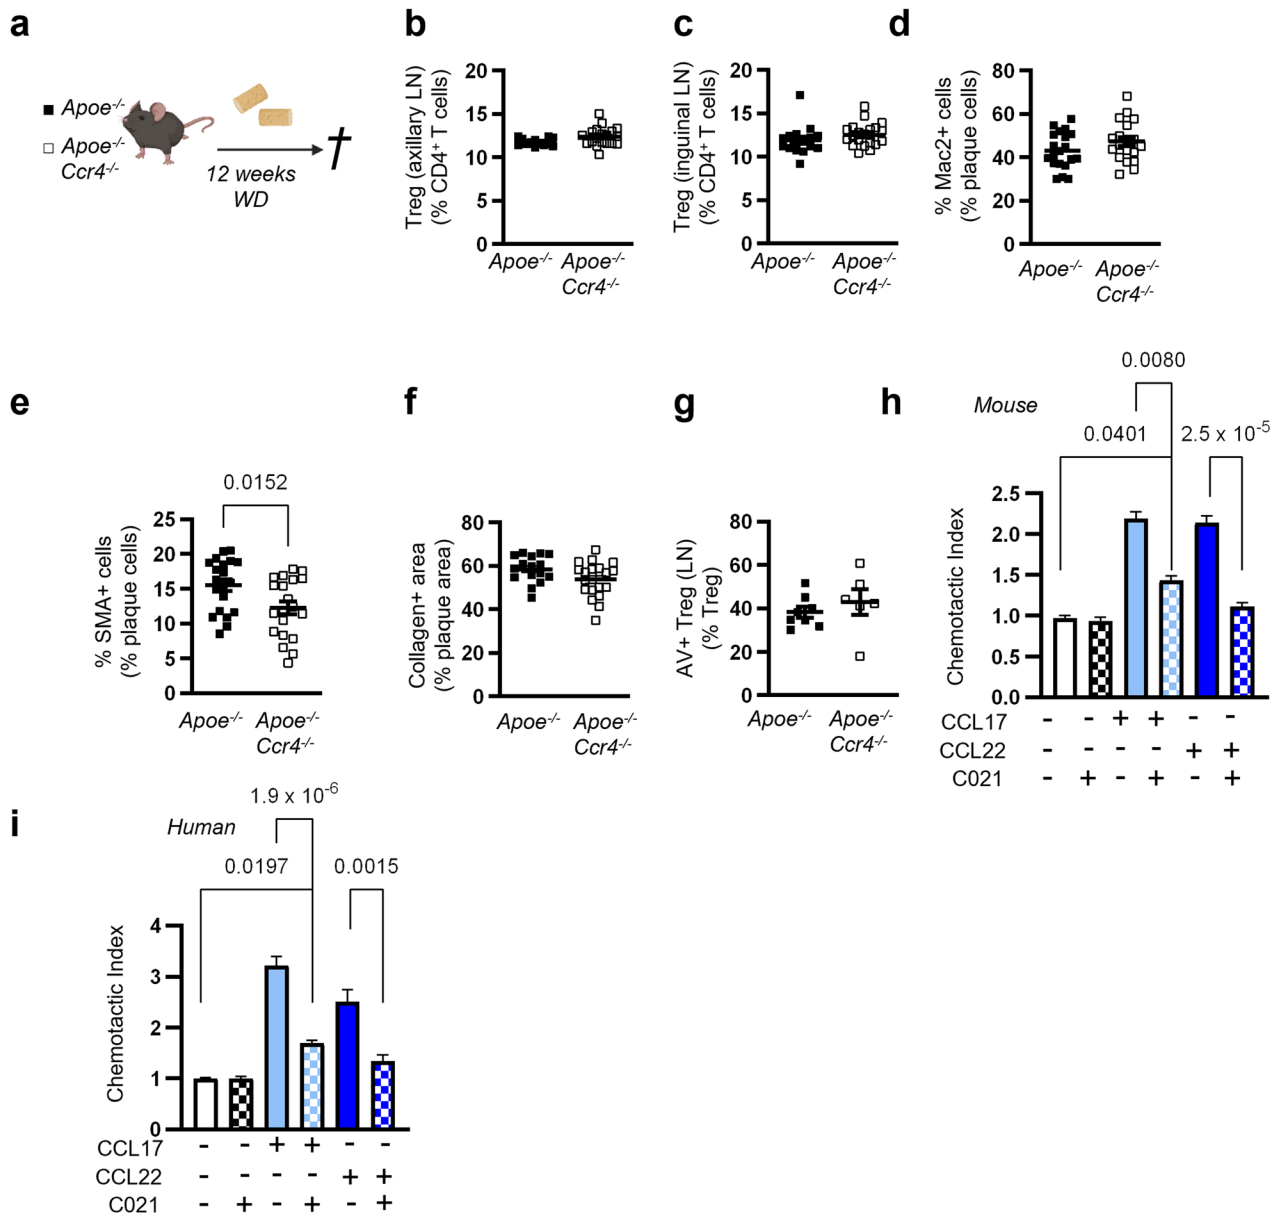 a
■ Apoe-/-
□ Apoe-/-
Ccr4-/-
12 weeks
WD
b
Treg (axillary LN)
(% CD4+ T cells)
20
15
10
5
0
Apoe-/-
Apoe-/-
Ccr4-/-
c
Treg (inguinal LN)
(% CD4+ T cells)
20
15
10
5
0
Apoe-/-
Apoe-/-
Ccr4-/-
d
% Mac2+ cells
(% plaque cells)
80
60
40
20
0
Apoe-/-
Apoe-/-
Ccr4-/-
e
0.0152
% SMA+ cells
(% plaque cells)
25
20
15
10
5
0
Apoe-/-
Apoe-/-
Ccr4-/-
f
Collagen+ area
(% plaque area)
80
60
40
20
0
Apoe-/-
Apoe-/-
Ccr4-/-
g
AV+ Treg (LN)
(% Treg)
80
60
40
20
0
Apoe-/-
Apoe-/-
Ccr4-/-
h
Mouse
0.0080
0.0401
2.5 x 10-5
Chemotactic Index
2.5
2.0
1.5
1.0
0.5
0.0
CCL17 - - + + - -
CCL22 - - - - + +
C021 - + - + - +
i
Human
1.9 x 10-6
0.0197
0.0015
Chemotactic Index
4
3
2
1
0
CCL17 - - + + - -
CCL22 - - - - + +
C021 - + - + - +